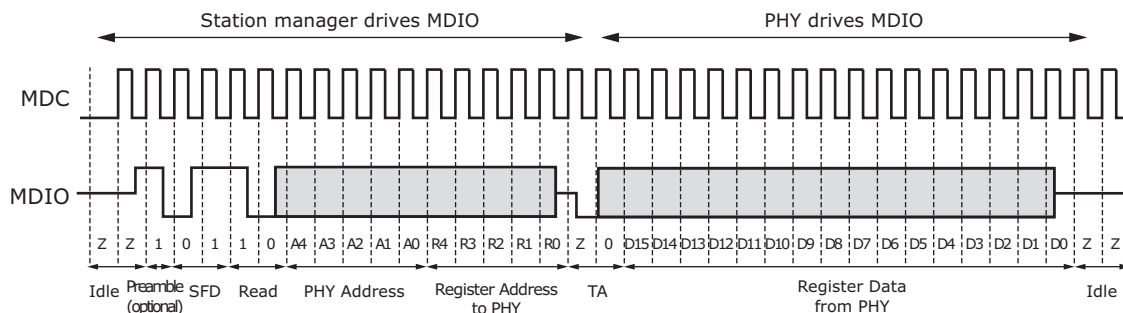 Station manager drives MDIO PHY drives MDIO
MDC
MDIO
Z Z 1 0 1 1 0 A4 A3 A2 A1 A0 R4 R3 R2 R1 R0 Z 0 D15 D14 D13 D12 D11 D10 D9 D8 D7 D6 D5 D4 D3 D2 D1 D0 Z Z
Idle Preamble SFD Read PHY Address Register Address TA Register Data Idle
(optional) to PHY from PHY